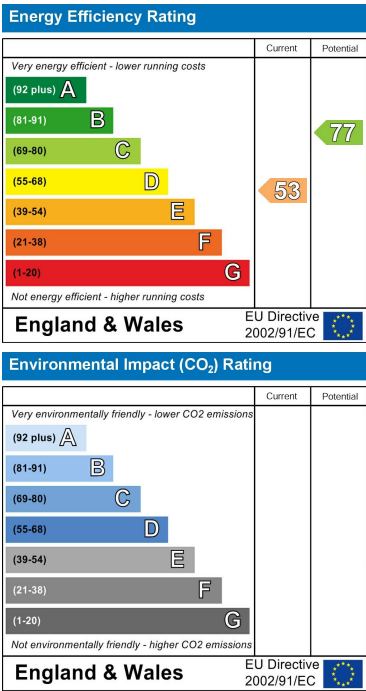 Energy Efficiency Rating
Current Potential
Very energy efficient - lower running costs
(92 plus) A
(81-91) B
77
(69-80) C
(55-68) D
53
(39-54) E
(21-38) F
(1-20) G
Not energy efficient - higher running costs
England & Wales
EU Directive
2002/91/EC
Environmental Impact (CO₂) Rating
Current Potential
Very environmentally friendly - lower CO2 emissions
(92 plus) A
(81-91) B
(69-80) C
(55-68) D
(39-54) E
(21-38) F
(1-20) G
Not environmentally friendly - higher CO2 emissions
England & Wales
EU Directive
2002/91/EC